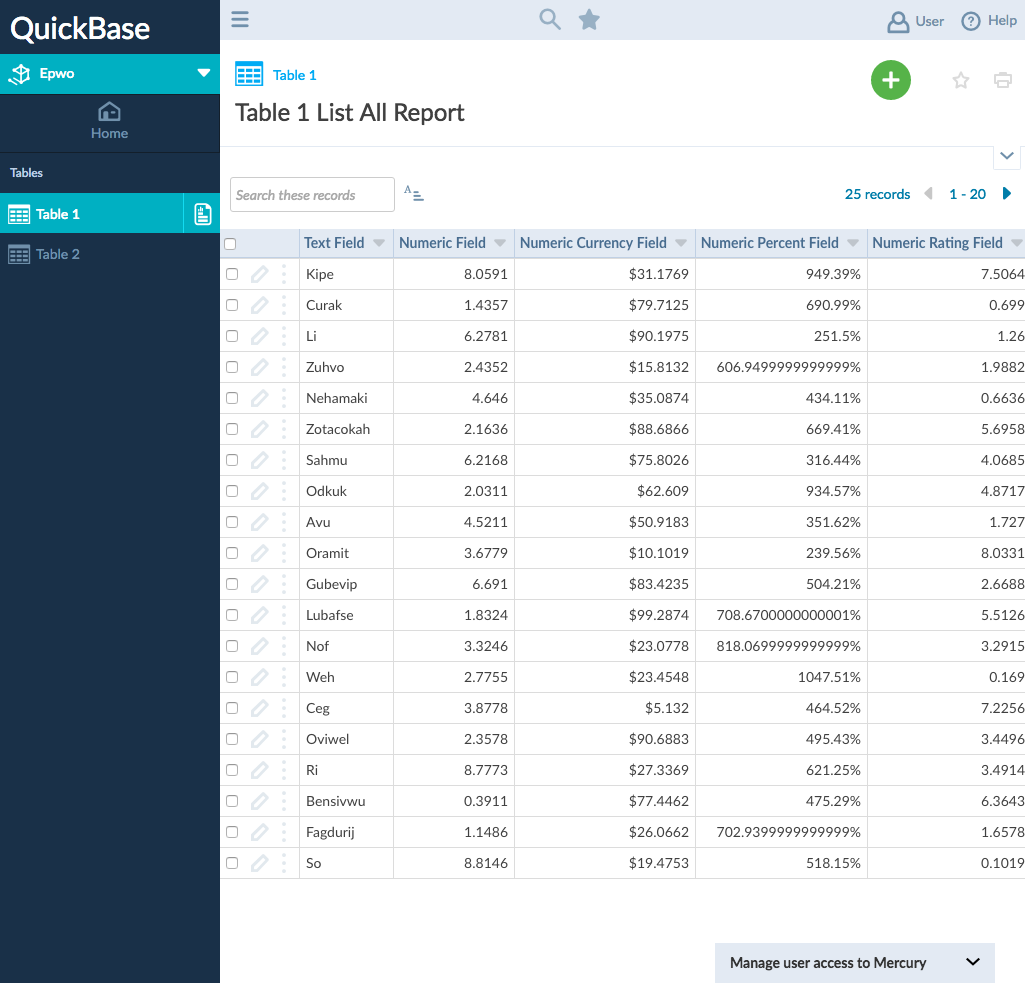 QuickBase
User Help
Epwo
Home
Tables
Table 1
Table 2
Table 1
Table 1 List All Report
Search these records
A
25 records 1 - 20
Text Field Numeric Field Numeric Currency Field Numeric Percent Field Numeric Rating Field
Kipe 8.0591 $31.1769 949.39% 7.5064
Curak 1.4357 $79.7125 690.99% 0.699
Li 6.2781 $90.1975 251.5% 1.26
Zuhvo 2.4352 $15.8132 606.9499999999999% 1.9882
Nehamaki 4.646 $35.0874 434.11% 0.6636
Zotacokah 2.1636 $88.6866 669.41% 5.6958
Sahmu 6.2168 $75.8026 316.44% 4.0685
Odkuk 2.0311 $62.609 934.57% 4.8717
Avu 4.5211 $50.9183 351.62% 1.727
Oramit 3.6779 $10.1019 239.56% 8.0331
Gubevip 6.691 $83.4235 504.21% 2.6688
Lubafse 1.8324 $99.2874 708.6700000000001% 5.5126
Nof 3.3246 $23.0778 818.0699999999999% 3.2915
Weh 2.7755 $23.4548 1047.51% 0.169
Ceg 3.8778 $5.132 464.52% 7.2256
Oviwel 2.3578 $90.6883 495.43% 3.4496
Ri 8.7773 $27.3369 621.25% 3.4914
Bensivwu 0.3911 $77.4462 475.29% 6.3643
Fagdurij 1.1486 $26.0662 702.9399999999999% 1.6578
So 8.8146 $19.4753 518.15% 0.1019
Manage user access to Mercury